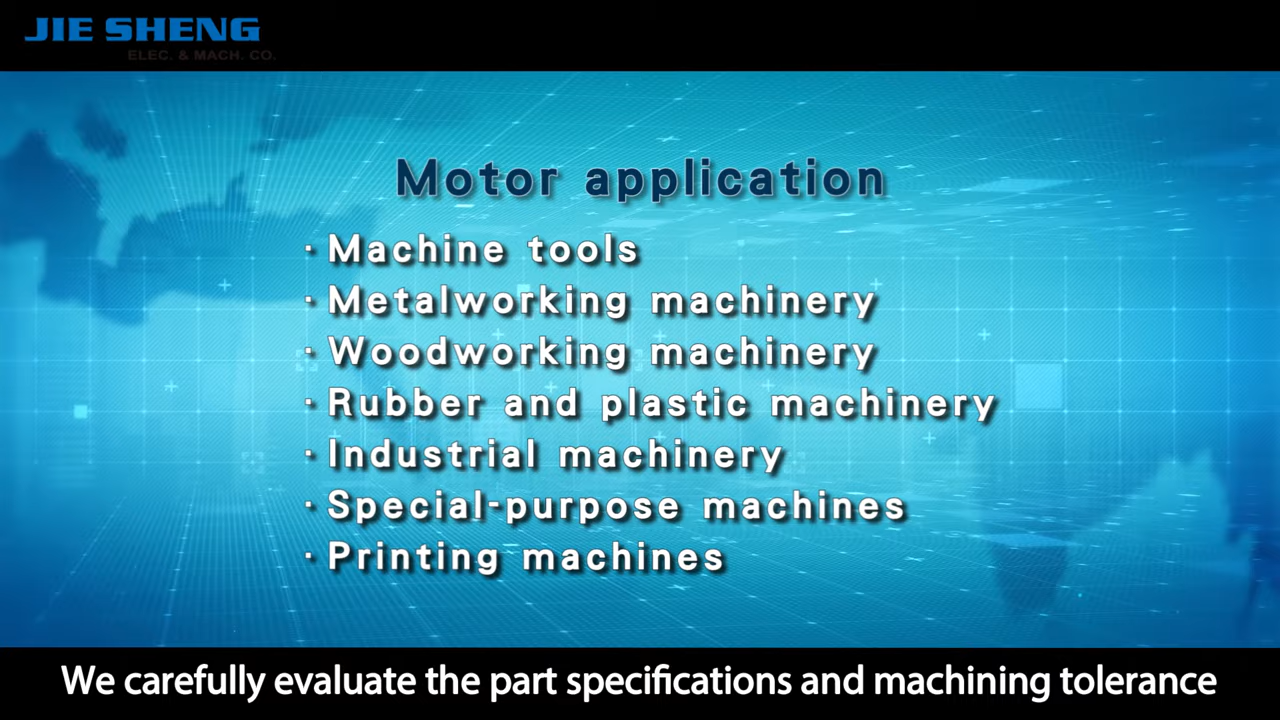 JIE SHENG
ELEC. & MACH. CO.
Motor application
· Machine tools
· Metalworking machinery
· Woodworking machinery
· Rubber and plastic machinery
· Industrial machinery
· Special-purpose machines
· Printing machines
We carefully evaluate the part specifications and machining tolerance